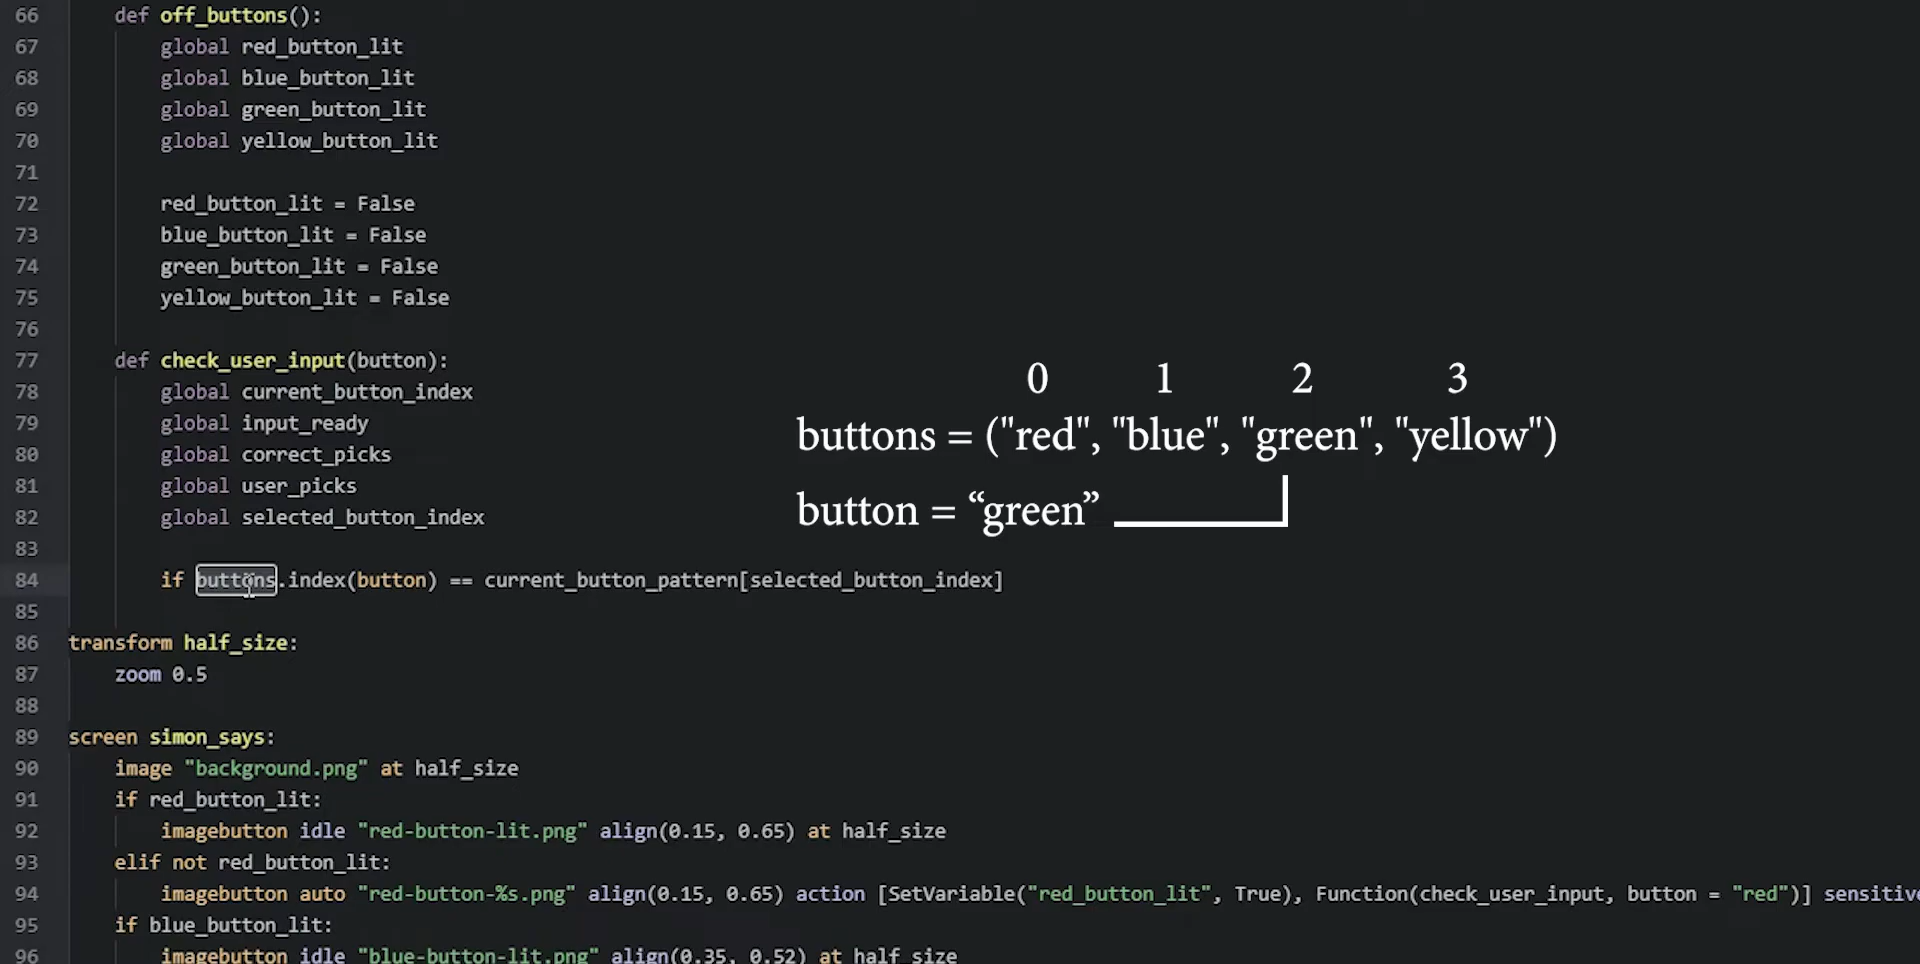 66 def off_buttons():
67 global red_button_lit
68 global blue_button_lit
69 global green_button_lit
70 global yellow_button_lit
71
72 red_button_lit = False
73 blue_button_lit = False
74 green_button_lit = False
75 yellow_button_lit = False
76
77 def check_user_input(button):
78 global current_button_index
79 global input_ready
80 global correct_picks
81 global user_picks
82 global selected_button_index
83
84 if buttons.index(button) == current_button_pattern[selected_button_index]
85
86 transform half_size:
87 zoom 0.5
88
89 screen simon_says:
90 image "background.png" at half_size
91 if red_button_lit:
92 imagebutton idle "red-button-lit.png" align(0.15, 0.65) at half_size
93 elif not red_button_lit:
94 imagebutton auto "red-button-%s.png" align(0.15, 0.65) action [SetVariable("red_button_lit", True), Function(check_user_input, button = "red")] sensitive
95 if blue_button_lit:
96 imagebutton idle "blue-button-lit.png" align(0.35, 0.52) at half_size
0 1 2 3
buttons = ("red", "blue", "green", "yellow")
button = “green”